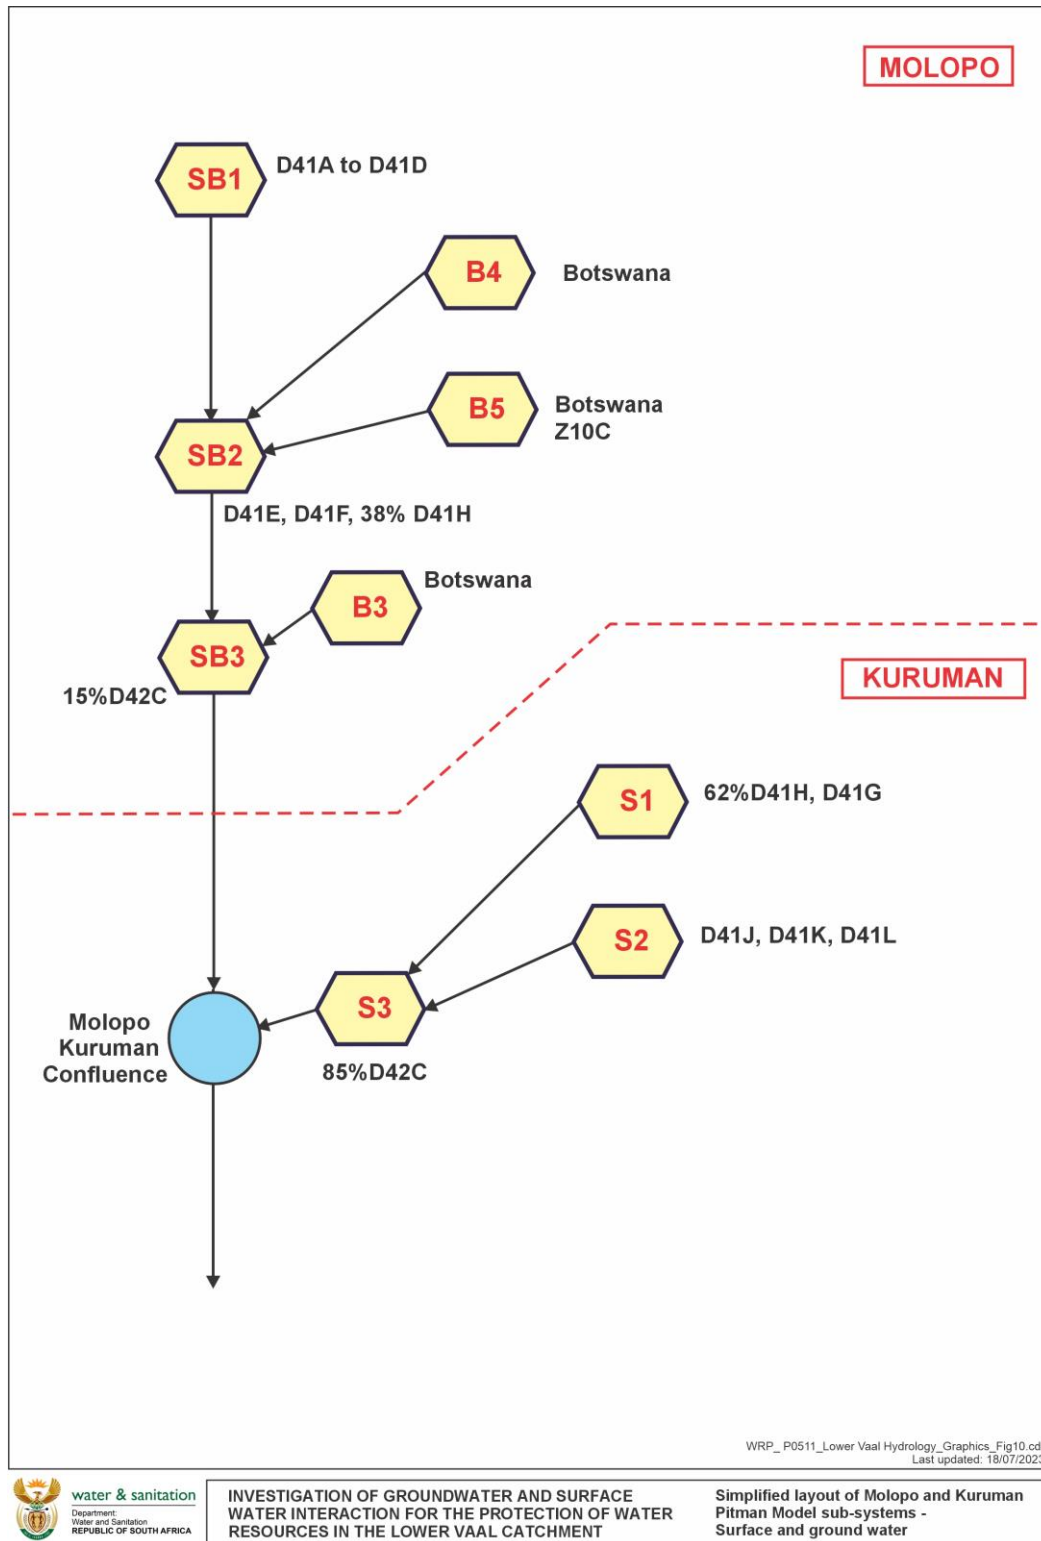 MOLOPO
SB1
D41A to D41D
B4
Botswana
B5
Botswana
Z10C
SB2
D41E, D41F, 38% D41H
B3
Botswana
SB3
15%D42C
KURUMAN
S1
62%D41H, D41G
S2
D41J, D41K, D41L
S3
85%D42C
Molopo
Kuruman
Confluence
WRP_ P0511_Lower Vaal Hydrology_Graphics_Fig10.cd
Last updated: 18/07/2023
water & sanitation
Department:
Water and Sanitation
REPUBLIC OF SOUTH AFRICA
INVESTIGATION OF GROUNDWATER AND SURFACE
WATER INTERACTION FOR THE PROTECTION OF WATER
RESOURCES IN THE LOWER VAAL CATCHMENT
Simplified layout of Molopo and Kuruman
Pitman Model sub-systems -
Surface and ground water